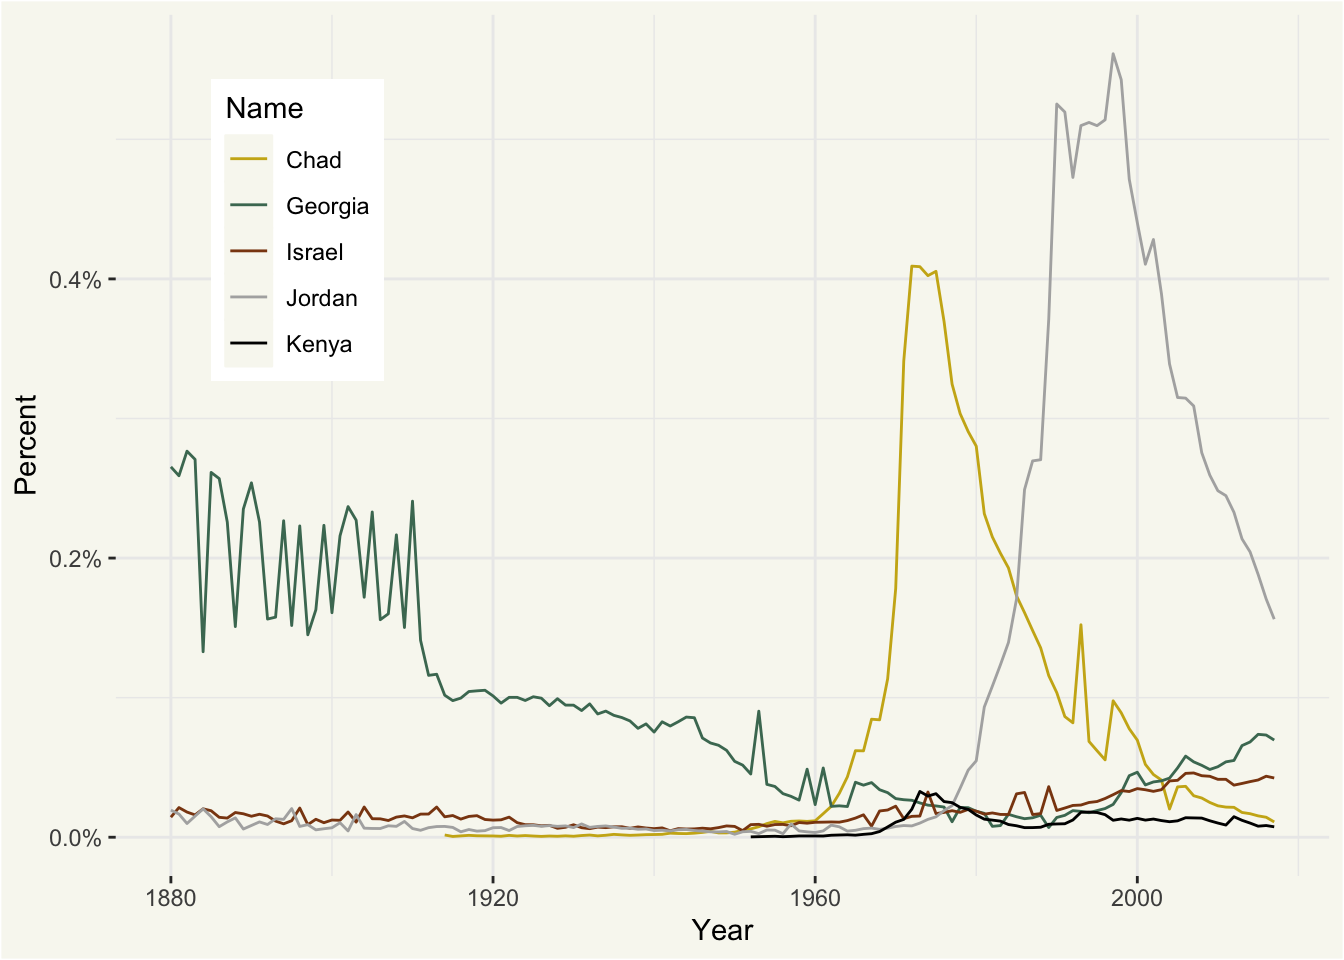 Name
Chad
Georgia
Israel
Jordan
Kenya
Percent
0.4%
0.2%
0.0%
1880 1920 1960 2000
Year